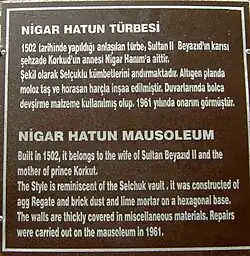 NİGAR HATUN TÜRBESİ
1502 tarihinde yapıldığı anlaşılan türbe, Sultan II Beyazıd'ın karısı
şehzade Korkud'un annesi Nigar Hanım'a aittir.
Şekil olarak Selçuklu kümbetlerini andırmaktadır. Altıgen planda
moloz taş ve horasan harçla inşaa edilmiştir. Duvarlarında bolca
devşirme malzeme kullanılmış olup. 1961 yılında onarım görmüştür.
NİGAR HATUN MAUSOLEUM
Built in 1502, it belongs to the wife of Sultan Beyazıd II and the
mother of prince Korkut.
The Style is reminiscent of the Selchuk vault . it was constructed of
agg Regate and brick dust and lime mortar on a hexagonal base.
The walls are thickly covered in miscellaneous materials. Repairs
were carried out on the mausoleum in 1961.